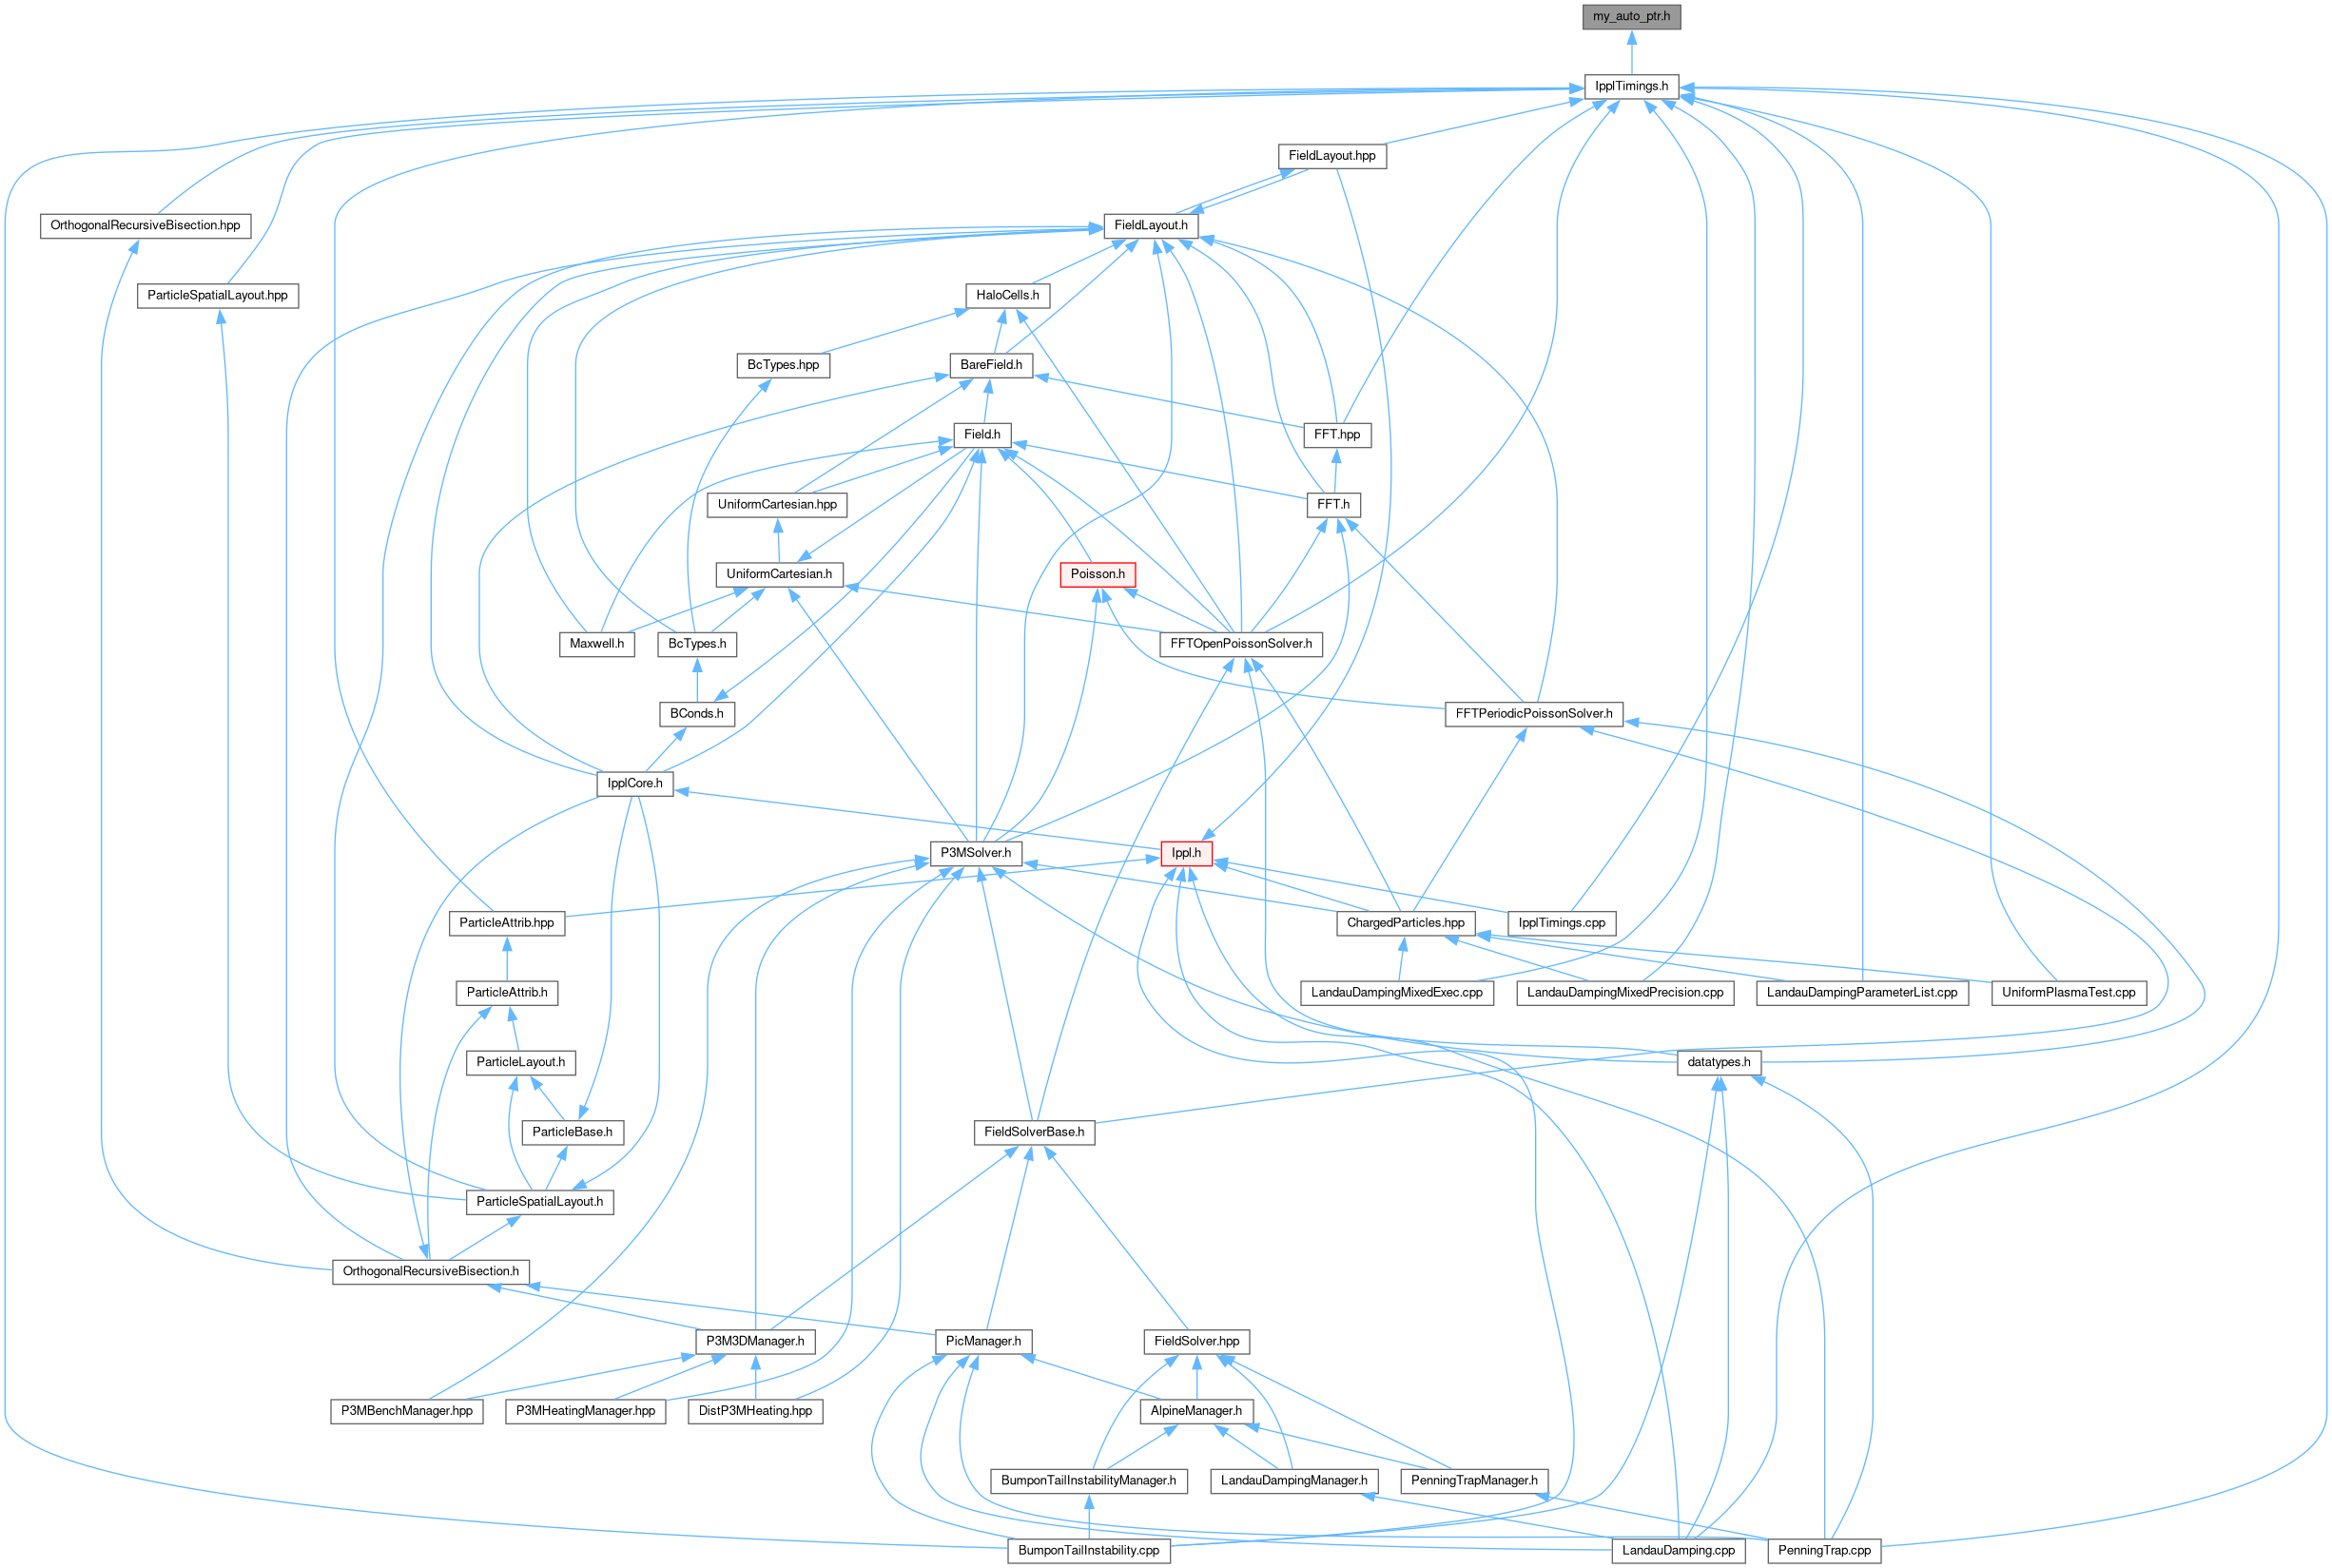 my_auto_ptr.h
IpplTimings.h
FieldLayout.hpp
OrthogonalRecursiveBisection.hpp
FieldLayout.h
ParticleSpatialLayout.hpp
HaloCells.h
BcTypes.hpp
BareField.h
Field.h
FFT.hpp
UniformCartesian.hpp
FFT.h
UniformCartesian.h
Poisson.h
Maxwell.h
BcTypes.h
FFTOpenPoissonSolver.h
BConds.h
FFTPeriodicPoissonSolver.h
IpplCore.h
P3MSolver.h
Ippl.h
ParticleAttrib.hpp
ChargedParticles.hpp
IpplTimings.cpp
ParticleAttrib.h
LandauDampingMixedExec.cpp
LandauDampingMixedPrecision.cpp
LandauDampingParameterList.cpp
UniformPlasmaTest.cpp
ParticleLayout.h
datatypes.h
ParticleBase.h
FieldSolverBase.h
ParticleSpatialLayout.h
OrthogonalRecursiveBisection.h
P3M3DManager.h
PicManager.h
FieldSolver.hpp
P3MBenchManager.hpp
P3MHeatingManager.hpp
DistP3MHeating.hpp
AlpineManager.h
BumponTailInstabilityManager.h
LandauDampingManager.h
PenningTrapManager.h
BumponTailInstability.cpp
LandauDamping.cpp
PenningTrap.cpp